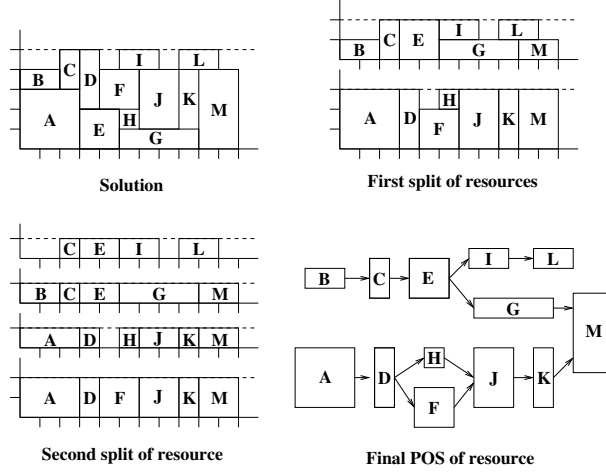 C
D
I
L
B
F
J
K
M
A
E
H
G
Solution
C
E
I
L
B
G
M
A
D
H
F
J
K
M
First split of resources
C
E
I
L
B
C
E
G
M
A
D
H
J
K
M
A
D
F
J
K
M
Second split of resource
B
C
E
I
L
G
M
A
D
H
F
J
K
Final POS of resource